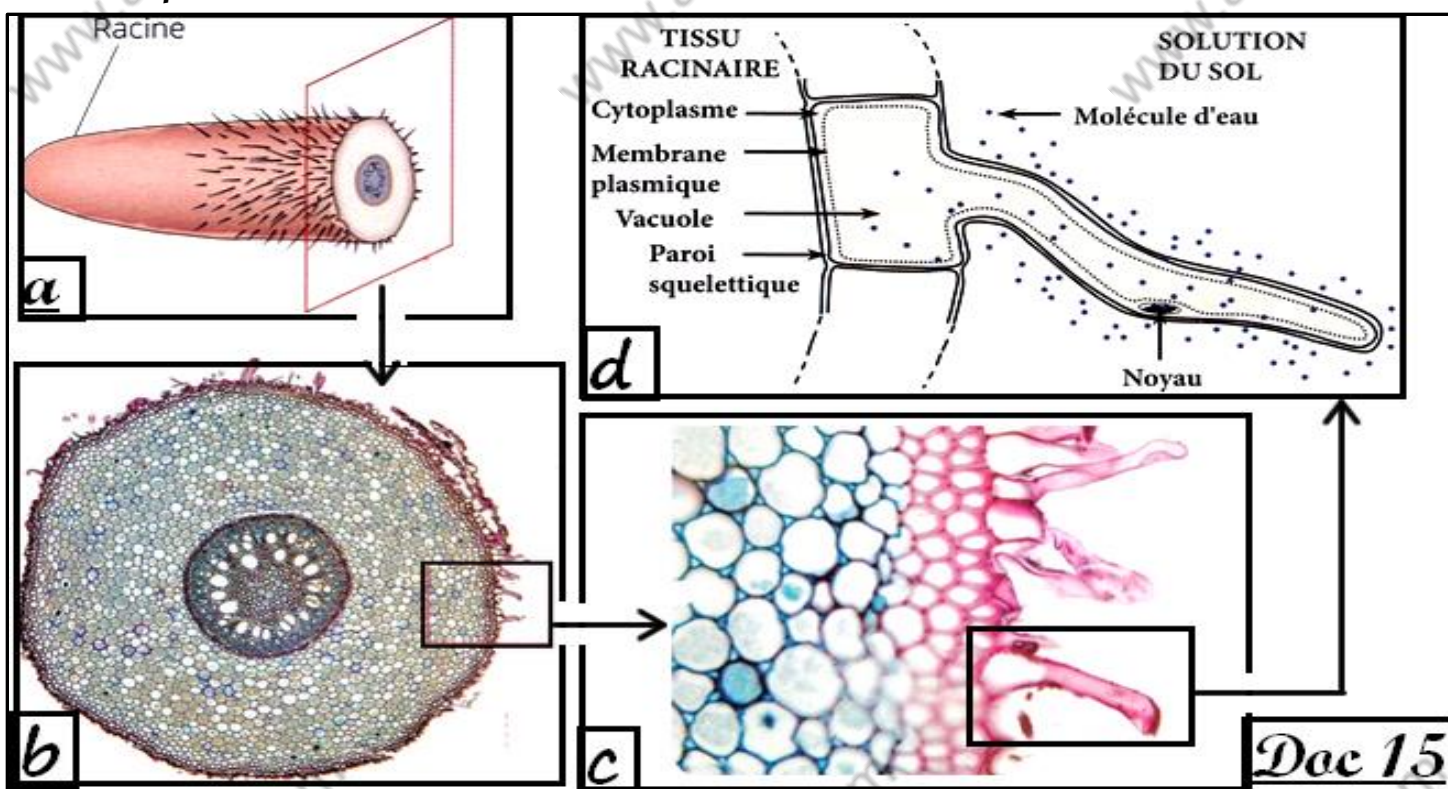 Racine
a
TISSU
RACINAIRE
SOLUTION
DU SOL
Cytoplasme
Molécule d'eau
Membrane
plasmique
Vacuole
Paroi
squelettique
Noyau
d
b
c
Doc 15